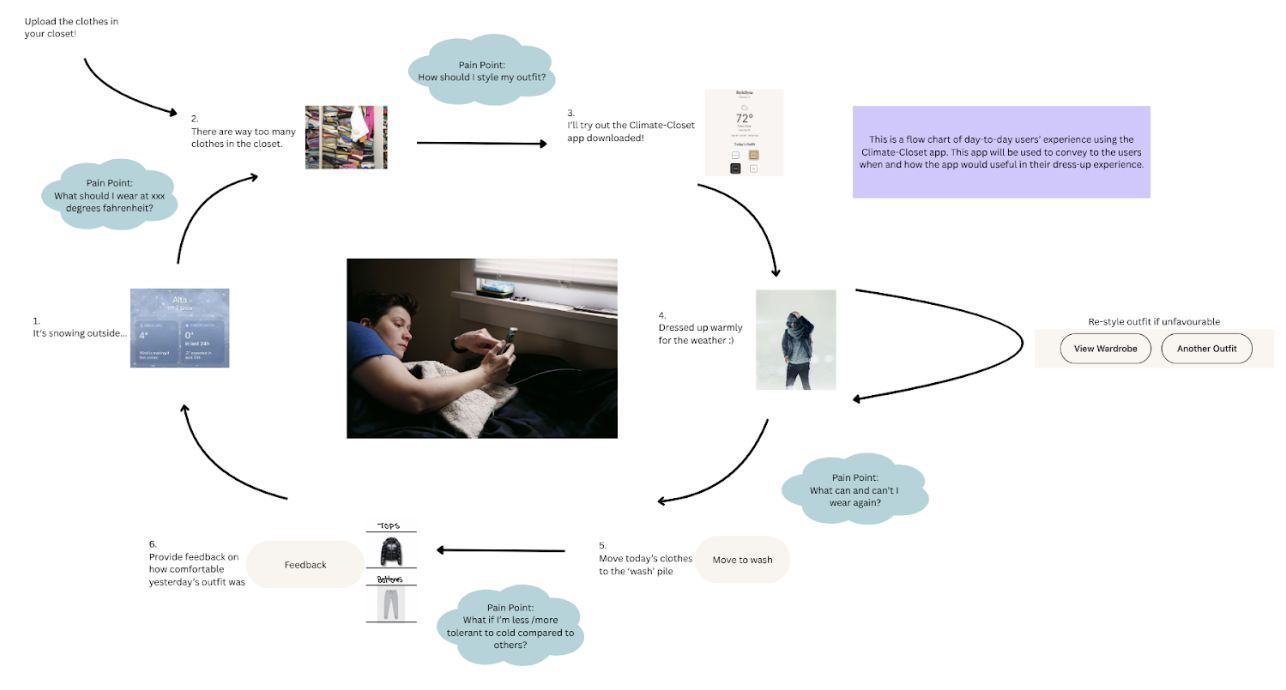 Upload the clothes in
your closet!
Pain Point:
How should I style my outfit?
2.
There are way too many
clothes in the closet.
3.
I'll try out the Climate-Closet
app downloaded!
72°
Today's Outfit
This is a flow chart of day-to-day users' experience using the
Climate-Closet app. This app will be used to convey to the users
when and how the app would useful in their dress-up experience.
Pain Point:
What should I wear at xxx
degrees fahrenheit?
1.
It's snowing outside...
Alta
4"
0"
in last 24h
4.
Dressed up warmly
for the weather :)
Re-style outfit if unfavourable
View Wardrobe
Another Outfit
Pain Point:
What can and can't I
wear again?
5.
Move today's clothes
to the 'wash' pile
Move to wash
6.
Provide feedback on
how comfortable
yesterday's outfit was
Feedback
TOPS
Bottoms
Pain Point:
What if I'm less /more
tolerant to cold compared to
others?